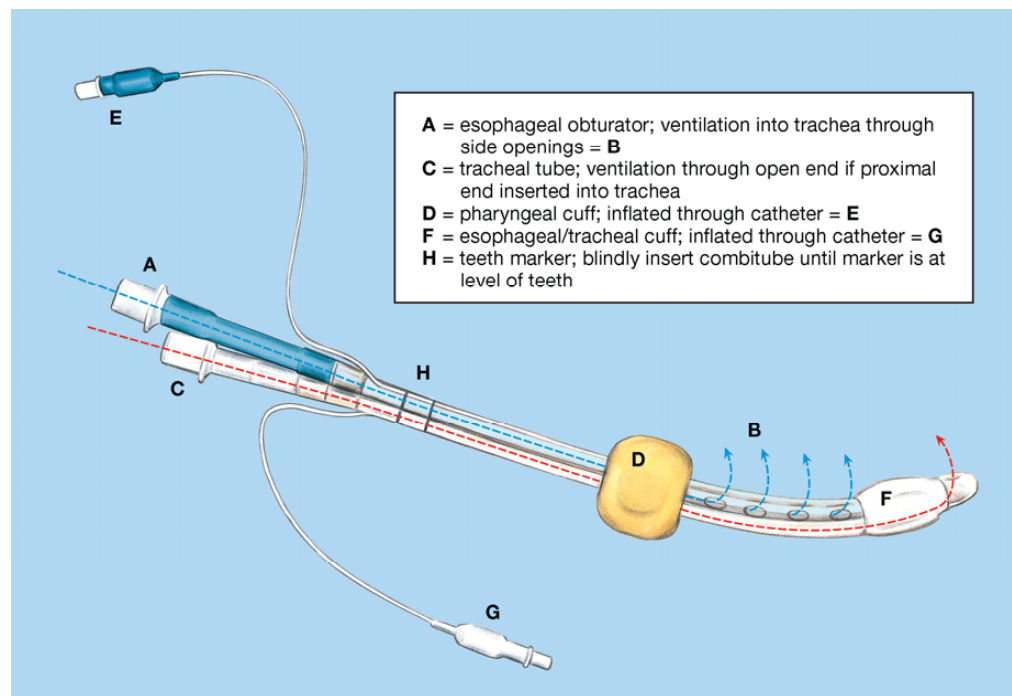 E
A = esophageal obturator; ventilation into trachea through
side openings = B
C = tracheal tube; ventilation through open end if proximal
end inserted into trachea
D = pharyngeal cuff; inflated through catheter = E
F = esophageal/tracheal cuff; inflated through catheter = G
H = teeth marker; blindly insert combitube until marker is at
level of teeth
A
C
H
B
D
F
G